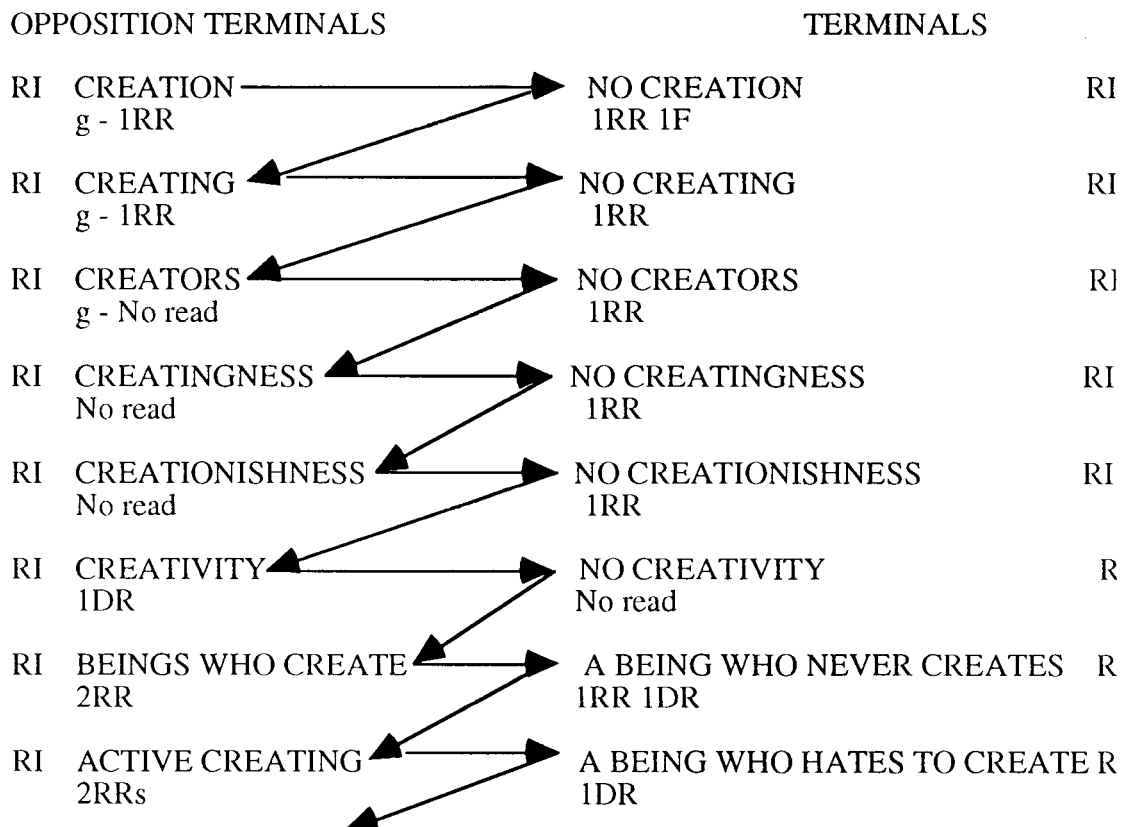 OPPOSITION TERMINALS TERMINALS
RI CREATION NO CREATION RI
g - 1RR 1RR 1F
RI CREATING NO CREATING RI
g - 1RR 1RR
RI CREATORS NO CREATORS RI
g - No read 1RR
RI CREATINGNESS NO CREATINGNESS RI
No read 1RR
RI CREATIONISHNESS NO CREATIONISHNESS RI
No read 1RR
RI CREATIVITY NO CREATIVITY R
1DR No read
RI BEINGS WHO CREATE A BEING WHO NEVER CREATES R
2RR 1RR 1DR
RI ACTIVE CREATING A BEING WHO HATES TO CREATE R
2RRs 1DR